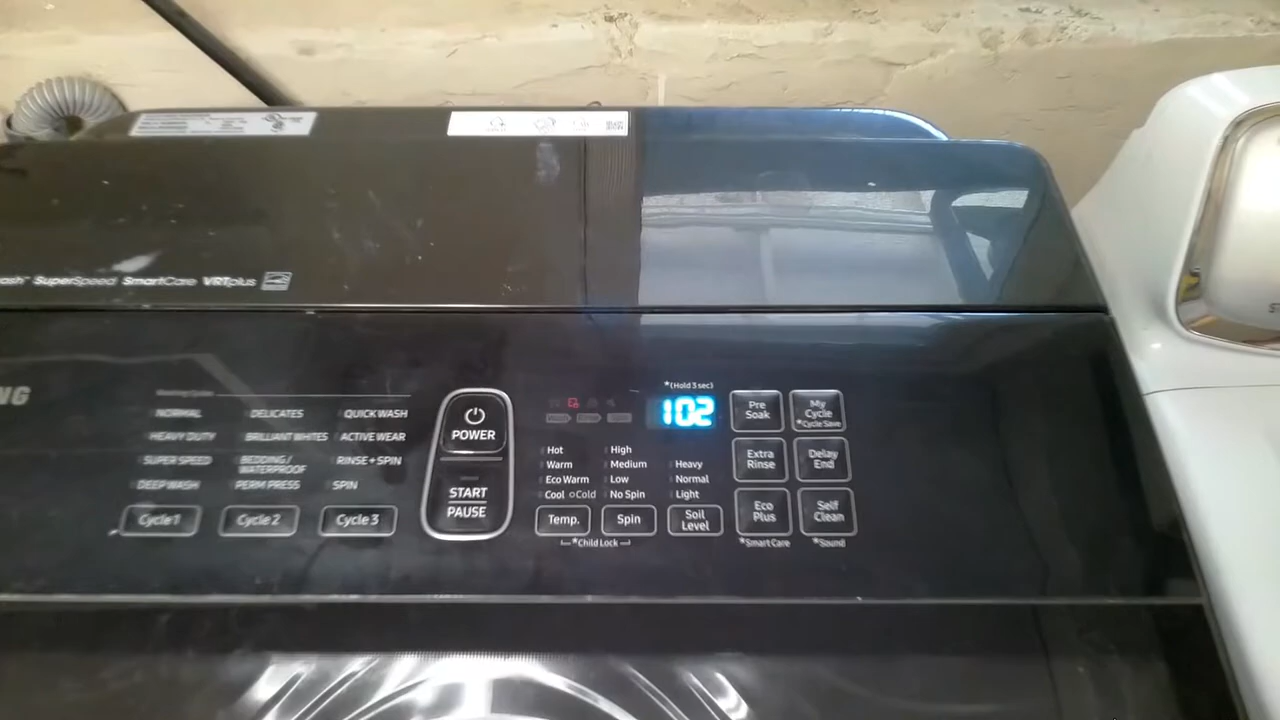 SuperSpeed SmartCare VRTplus
*(Hold 3 sec)
102
NORMAL DELICATES QUICK WASH
HEAVY DUTY BRILLIANT WHITES ACTIVE WEAR
SUPER SPEED BEDDING / WATERPROOF RINSE + SPIN
DEEP WASH PERM PRESS SPIN
Cycle 1 Cycle 2 Cycle 3
POWER
START
PAUSE
Hot High
Warm Medium Heavy
Eco Warm Low Normal
Cool Cold No Spin Light
Temp. Spin Soil Level
*Child Lock
Pre Soak
My Cycle
*Cycle Save
Extra Rinse
Delay End
Eco Plus
Self Clean
*Smart Care *Sound